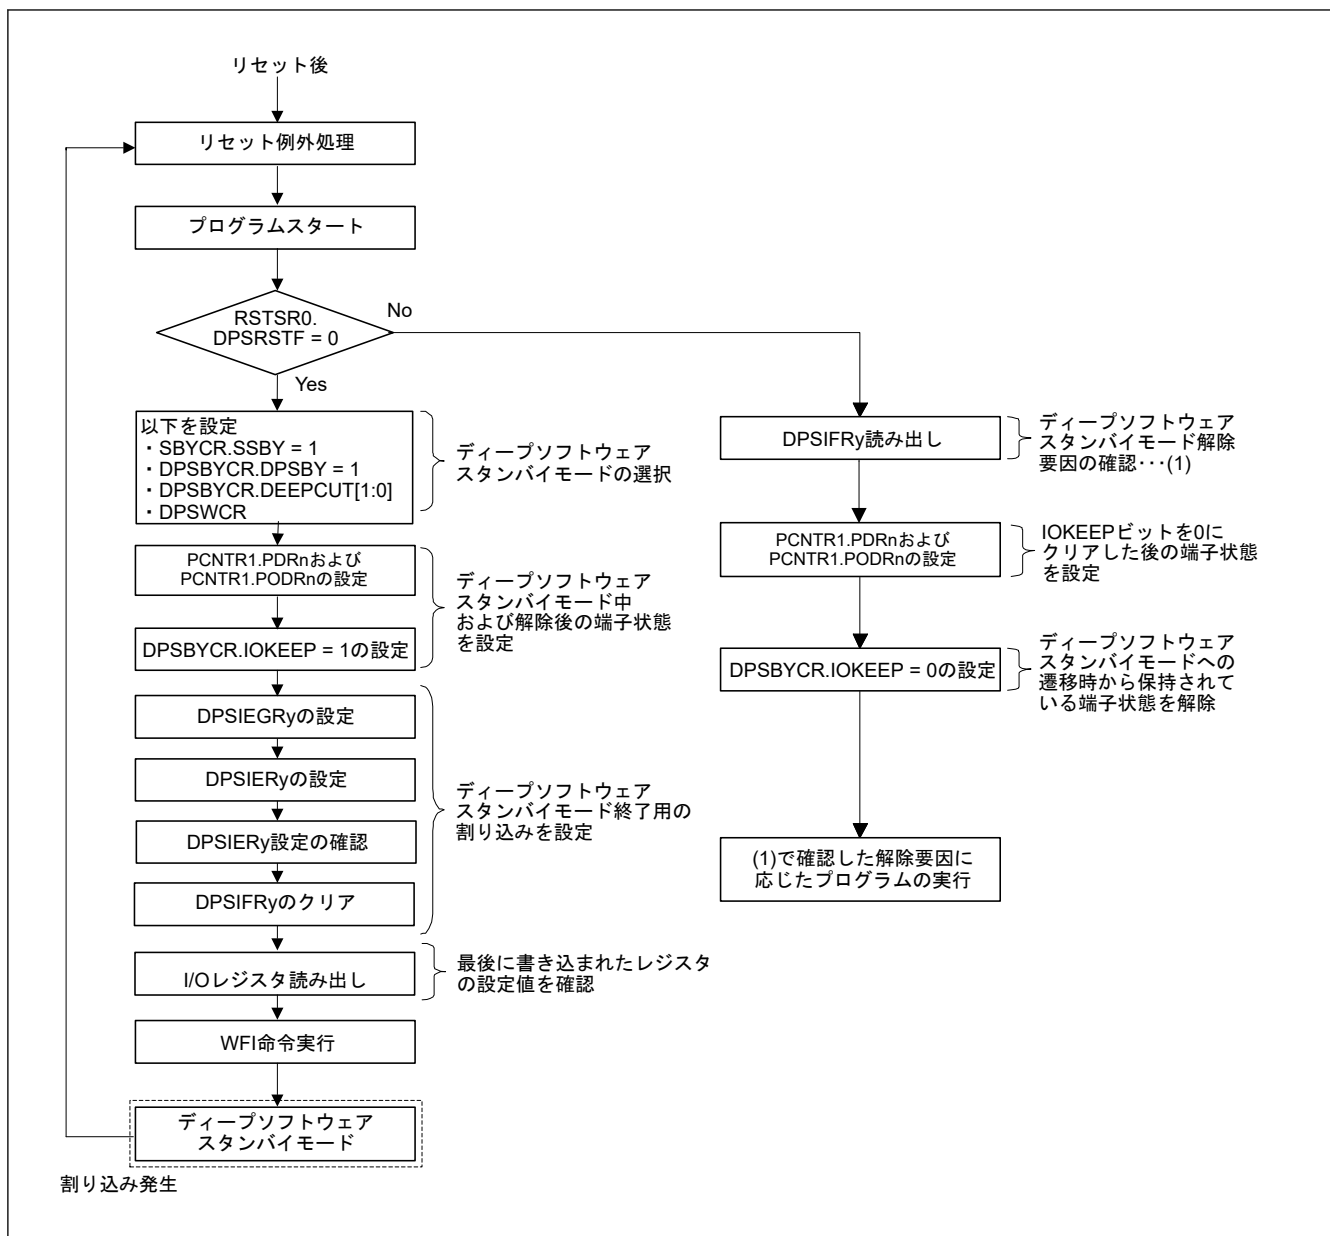 リセット後
リセット例外処理
プログラムスタート
RSTSR0.
DPSRSTF = 0
No
Yes
以下を設定
・SBYCR.SSBY = 1
・DPSBYCR.DPSBY = 1
・DPSBYCR.DEEPCUT[1:0]
・DPSWCR
ディープソフトウェア
スタンバイモードの選択
PCNTR1.PDRnおよび
PCNTR1.PODRnの設定
DPSBYCR.IOKEEP = 1の設定
ディープソフトウェア
スタンバイモード中
および解除後の端子状態
を設定
DPSIEGRyの設定
DPSIERyの設定
DPSIERy設定の確認
DPSIFRyのクリア
ディープソフトウェア
スタンバイモード終了用の
割り込みを設定
I/Oレジスタ読み出し
最後に書き込まれたレジスタ
の設定値を確認
WFI命令実行
ディープソフトウェア
スタンバイモード
割り込み発生
DPSIFRy読み出し
ディープソフトウェア
スタンバイモード解除
要因の確認･･･(1)
PCNTR1.PDRnおよび
PCNTR1.PODRnの設定
IOKEEPビットを0に
クリアした後の端子状態
を設定
DPSBYCR.IOKEEP = 0の設定
ディープソフトウェア
スタンバイモードへの
遷移時から保持されて
いる端子状態を解除
(1)で確認した解除要因に
応じたプログラムの実行